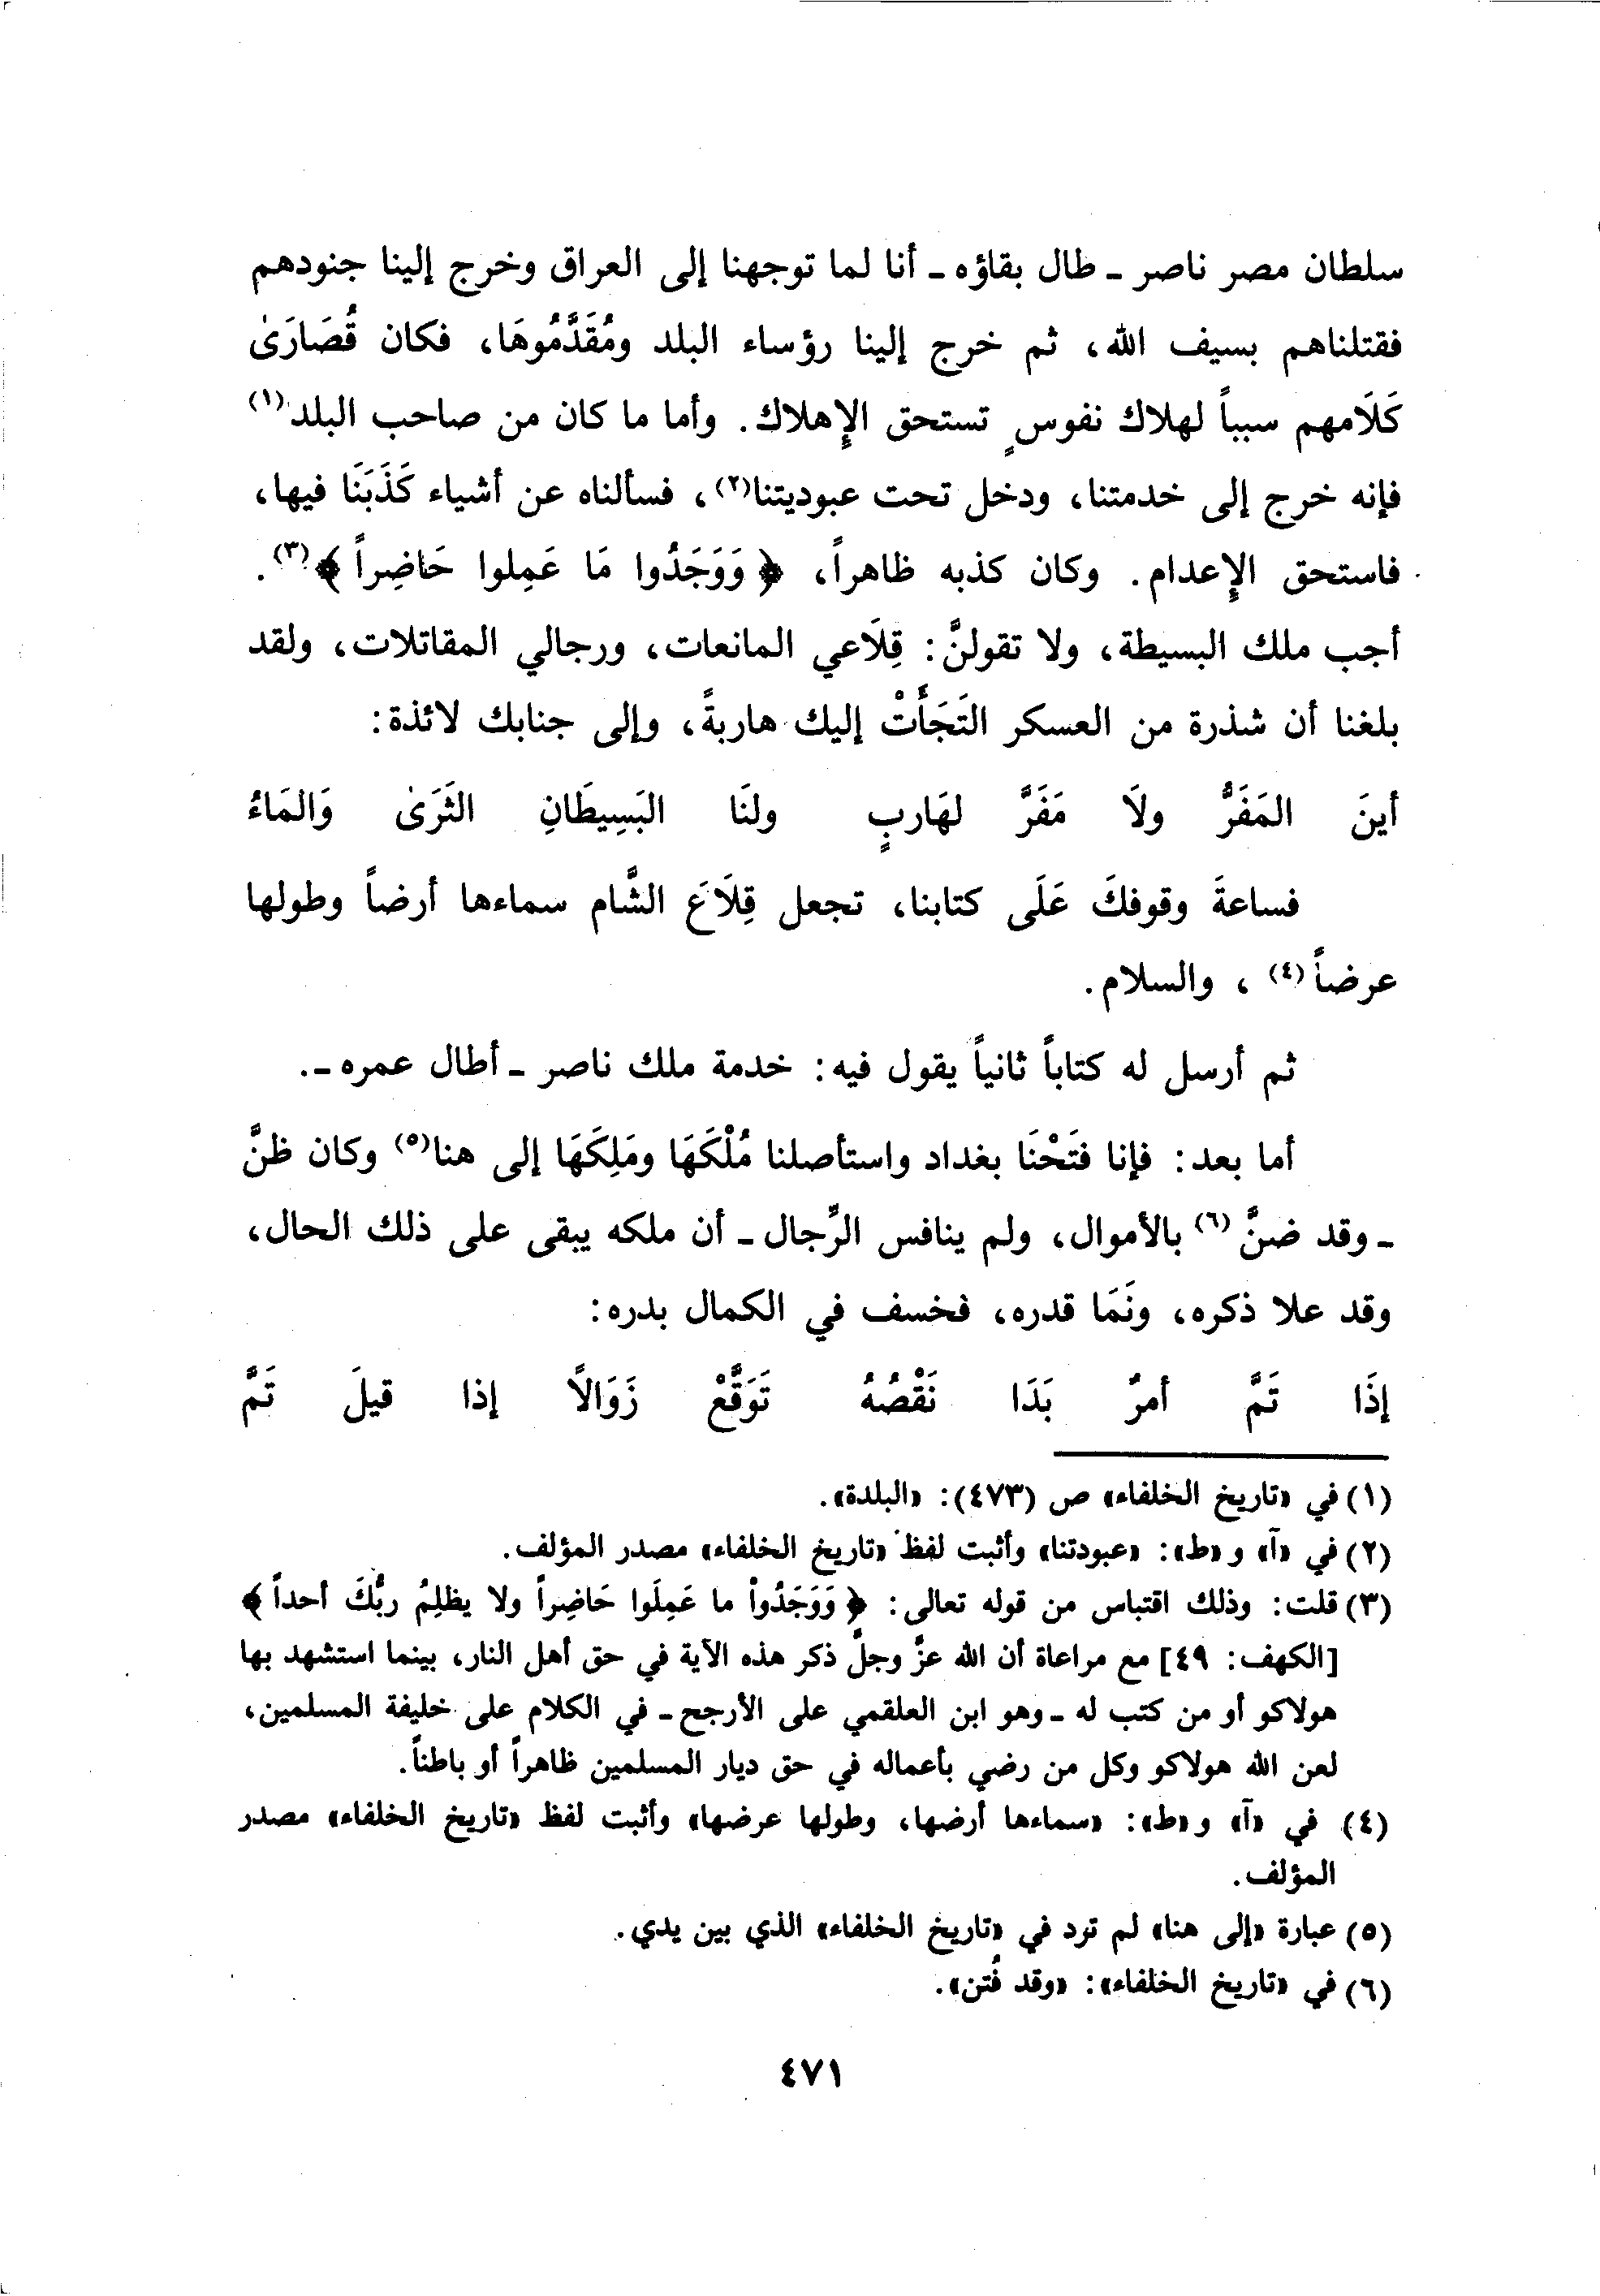 سلطان مصر ناصر ـ طال بقاؤه ـ أنا لما توجهنا إلى العراق وخرج إلينا جنودهم
فقتلناهم بسيف الله، ثم خرج إلينا رؤساء البلد ومُقَدَّمُوهَا، فكان قُصَارَىٰ
كَلَامهم سبباً لهلاك نفوسٍ تستحق الإهلاك. وأما ما كان من صاحب البلد(١)
فإنه خرج إلى خدمتنا، ودخل تحت عبوديتنا(٢)، فسألناه عن أشياء كَذَبَنَا فيها،
فاستحق الإعدام. وكان كذبه ظاهراً، ﴿وَوَجَدُوا مَا عَمِلوا حَاضِراً﴾(٣).
أجب ملك البسيطة، ولا تقولنَّ: قِلَاعي المانعات، ورجالي المقاتلات، ولقد
بلغنا أن شذرة من العسكر التَجَأَتْ إليك هاربةً، وإلى جنابك لائذة:
أينَ المَفَرُّ ولَا مَفَرَّ لهَاربٍ ولنَا البَسِيطَانِ الثَرَىٰ وَالمَاءُ
فساعةَ وقوفكَ عَلَى كتابنا، تجعل قِلَاعَ الشَّام سماءها أرضاً وطولها
عرضاً(٤)، والسلام.
ثم أرسل له كتاباً ثانياً يقول فيه: خدمة ملك ناصر ـ أطال عمره ـ.
أما بعد: فإنا فتَحْنَا بغداد واستأصلنا مُلْكَهَا ومَلِكَهَا إلى هنا(٥) وكان ظنَّ
ـ وقد ضنَّ(٦) بالأموال، ولم ينافس الرِّجال ـ أن ملكه يبقى على ذلك الحال،
وقد علا ذكره، ونَمَا قدره، فخسف في الكمال بدره:
إذَا تَمَّ أمرٌ بَدَا نَقْصُهُ تَوَقَّعْ زَوَالًا إذا قيلَ تَمَّ
(١) في «تاريخ الخلفاء» ص (٤٧٣): «البلدة».
(٢) في «آ» و «ط»: «عبودتنا» وأثبت لفظ «تاريخ الخلفاء» مصدر المؤلف.
(٣) قلت: وذلك اقتباس من قوله تعالى: ﴿وَوَجَدُواْ ما عَمِلَوا حَاضِراً ولا يظلِمُ ربُّكَ أحداً﴾
[الكهف: ٤٩] مع مراعاة أن الله عزَّ وجلَّ ذكر هذه الآية في حق أهل النار، بينما استشهد بها
هولاكو أو من كتب له ـ وهو ابن العلقمي على الأرجح ـ في الكلام على خليفة المسلمين،
لعن الله هولاكو وكل من رضي بأعماله في حق ديار المسلمين ظاهراً أو باطناً.
(٤) في «آ» و «ط»: «سماءها أرضها، وطولها عرضها» وأثبت لفظ «تاريخ الخلفاء» مصدر
المؤلف.
(٥) عبارة «إلى هنا» لم ترد في «تاريخ الخلفاء» الذي بين يدي.
(٦) في «تاريخ الخلفاء»: «وقد فُتن».
٤٧١